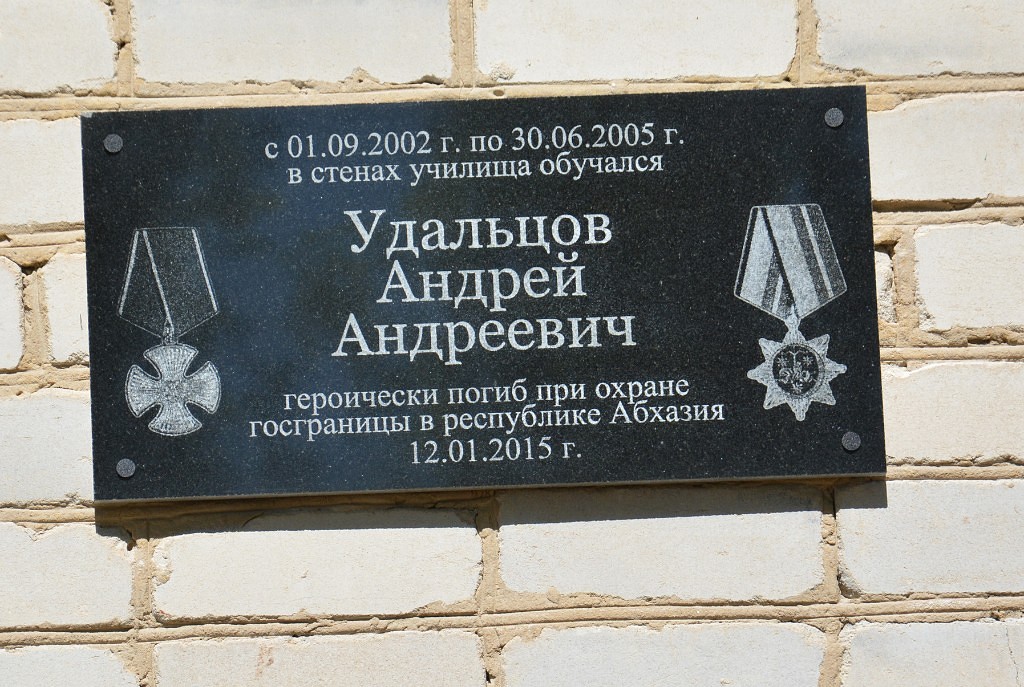 с 01.09.2002 г. по 30.06.2005 г.
в стенах училища обучался
Удальцов
Андрей
Андреевич
героически погиб при охране
госграницы в республике Абхазия
12.01.2015 г.